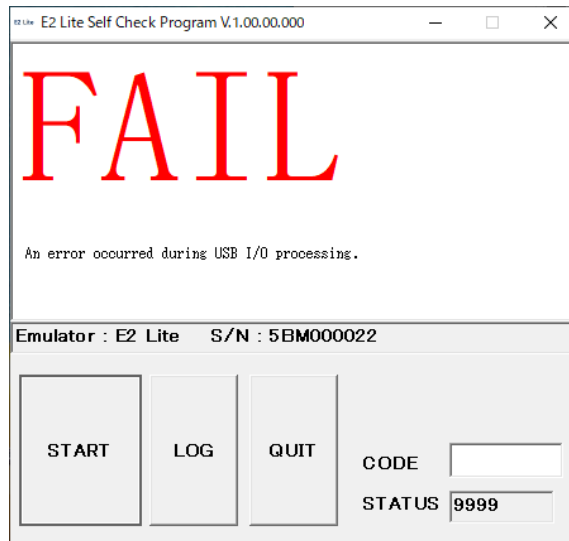 E2 Lite E2 Lite Self Check Program V.1.00.00.000
FAIL
An error occurred during USB I/O processing.
Emulator : E2 Lite S/N : 5BM000022
START LOG QUIT
CODE
STATUS 9999